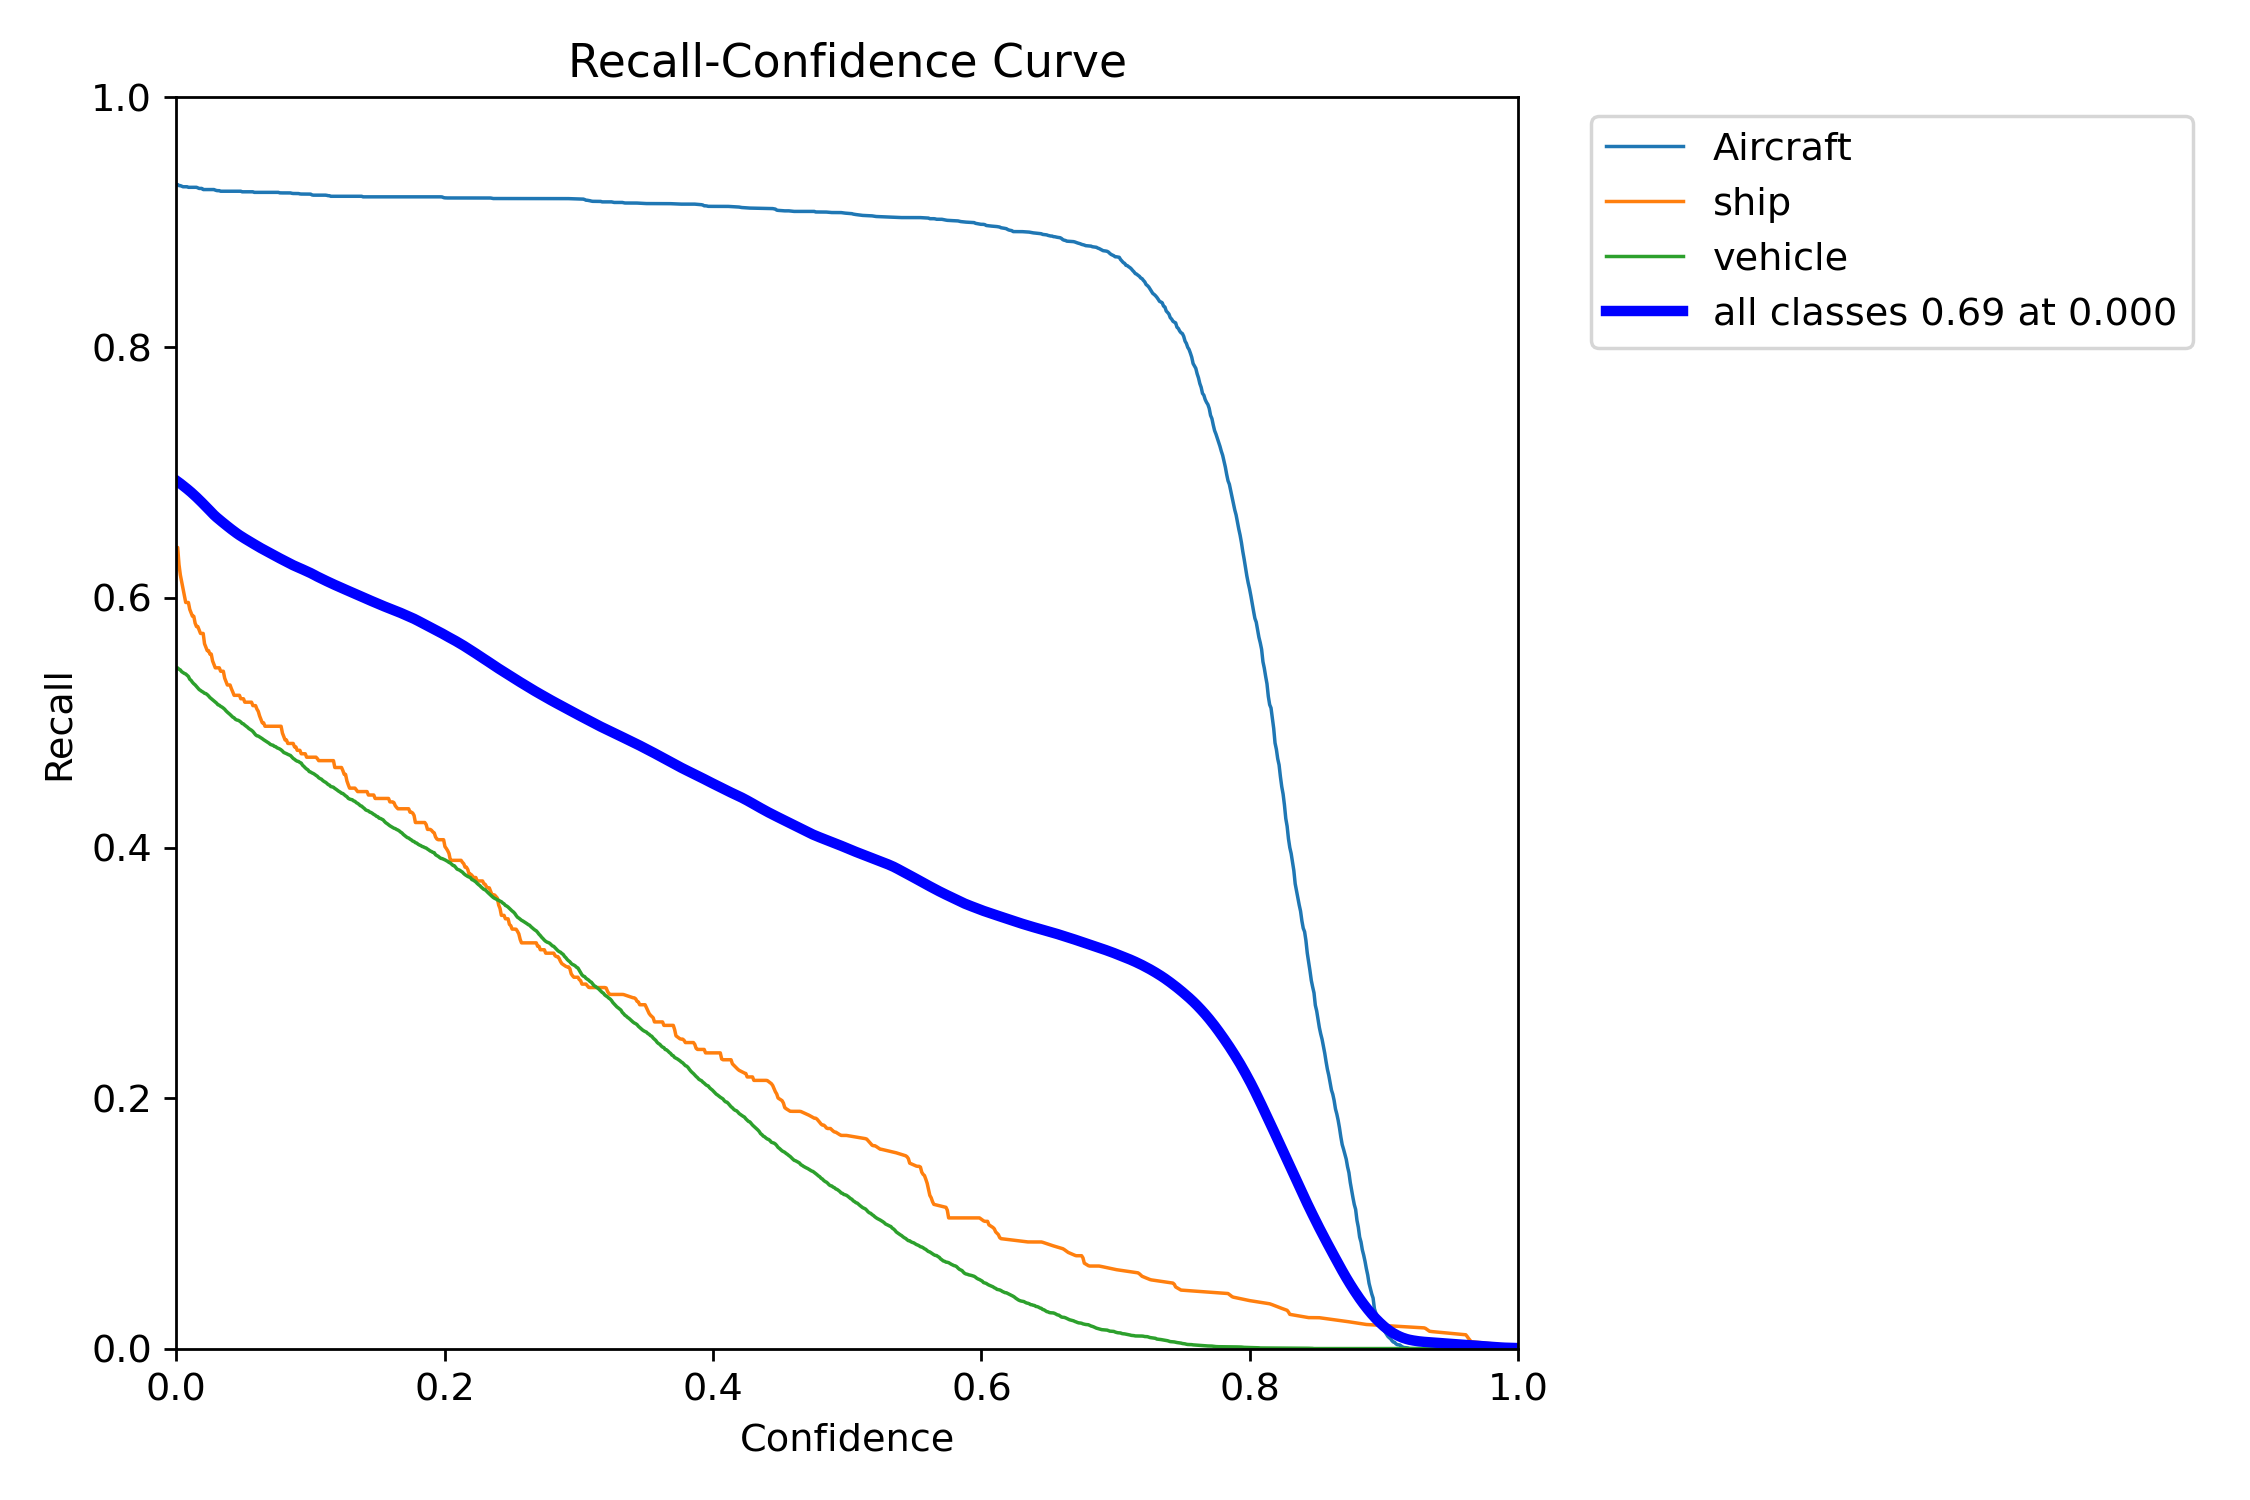 Recall-Confidence Curve
1.0
0.8
0.6
0.4
0.2
0.0
Recall
0.0 0.2 0.4 0.6 0.8 1.0
Confidence
Aircraft
ship
vehicle
all classes 0.69 at 0.000